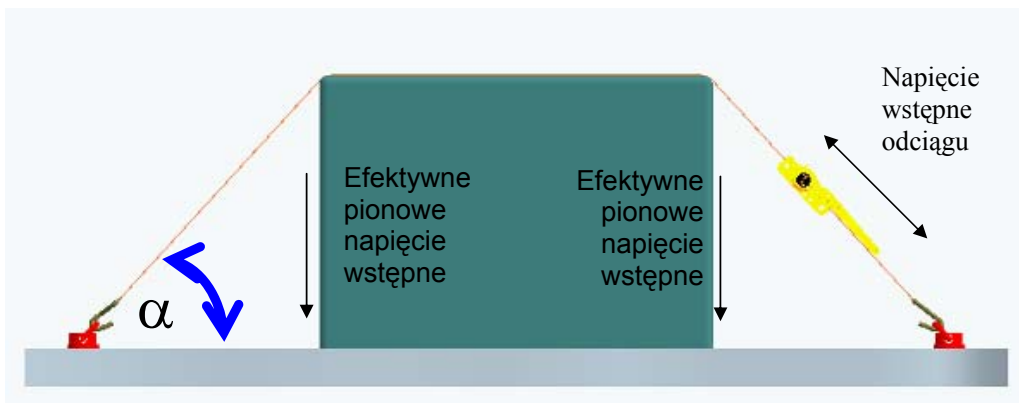 Napięcie
wstępne
odciągu
Efektywne
pionowe
napięcie
wstępne
Efektywne
pionowe
napięcie
wstępne
α